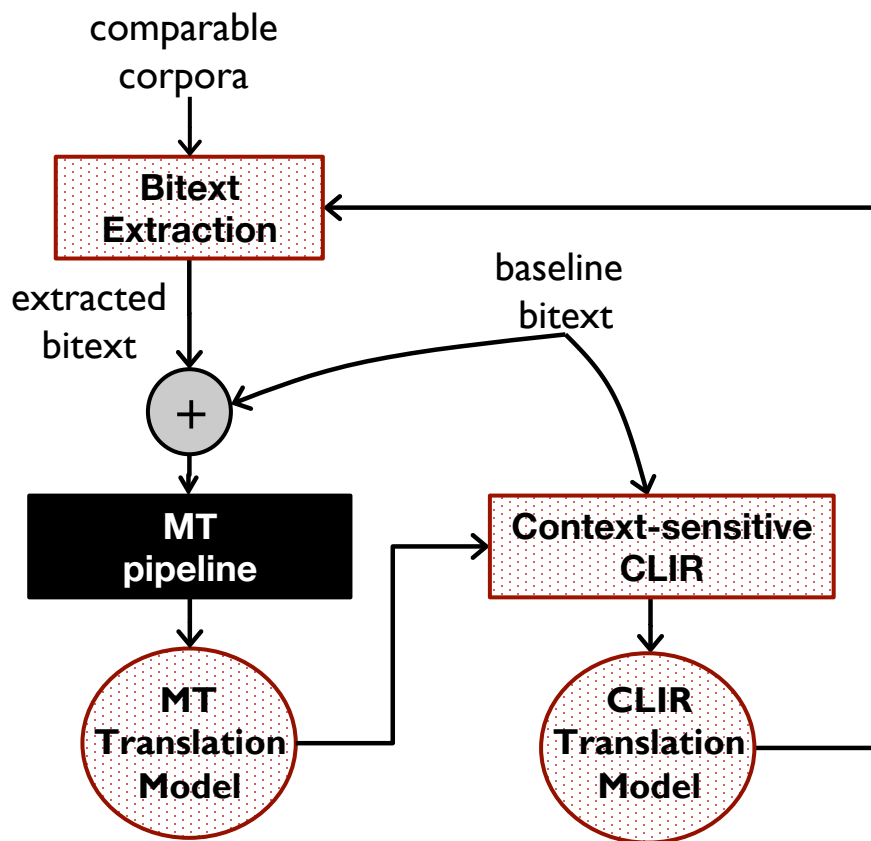 comparable
corpora
Bitext
Extraction
extracted
bitext
baseline
bitext
+
MT
pipeline
Context-sensitive
CLIR
MT
Translation
Model
CLIR
Translation
Model